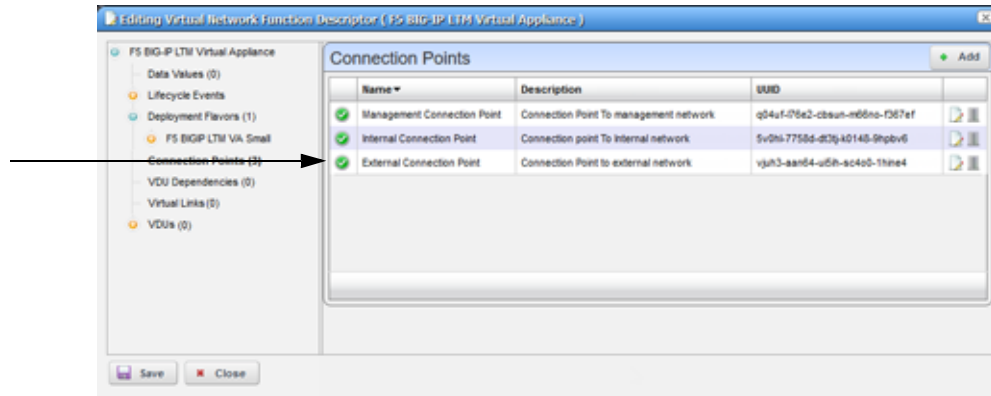 Editing Virtual Network Function Descriptor ( F5 BIG-IP LTM Virtual Appliance )
F5 BIG-IP LTM Virtual Appliance
Data Values (0)
Lifecycle Events
Deployment Flavors (1)
F5 BIGIP LTM VA Small
Connection Points (3)
VDU Dependencies (0)
Virtual Links (0)
VDUs (0)
Connection Points
Add
Name Description UUID
Management Connection Point Connection Point To management network
Internal Connection Point Connection point To Internal network
External Connection Point Connection Point to external network
Save Close